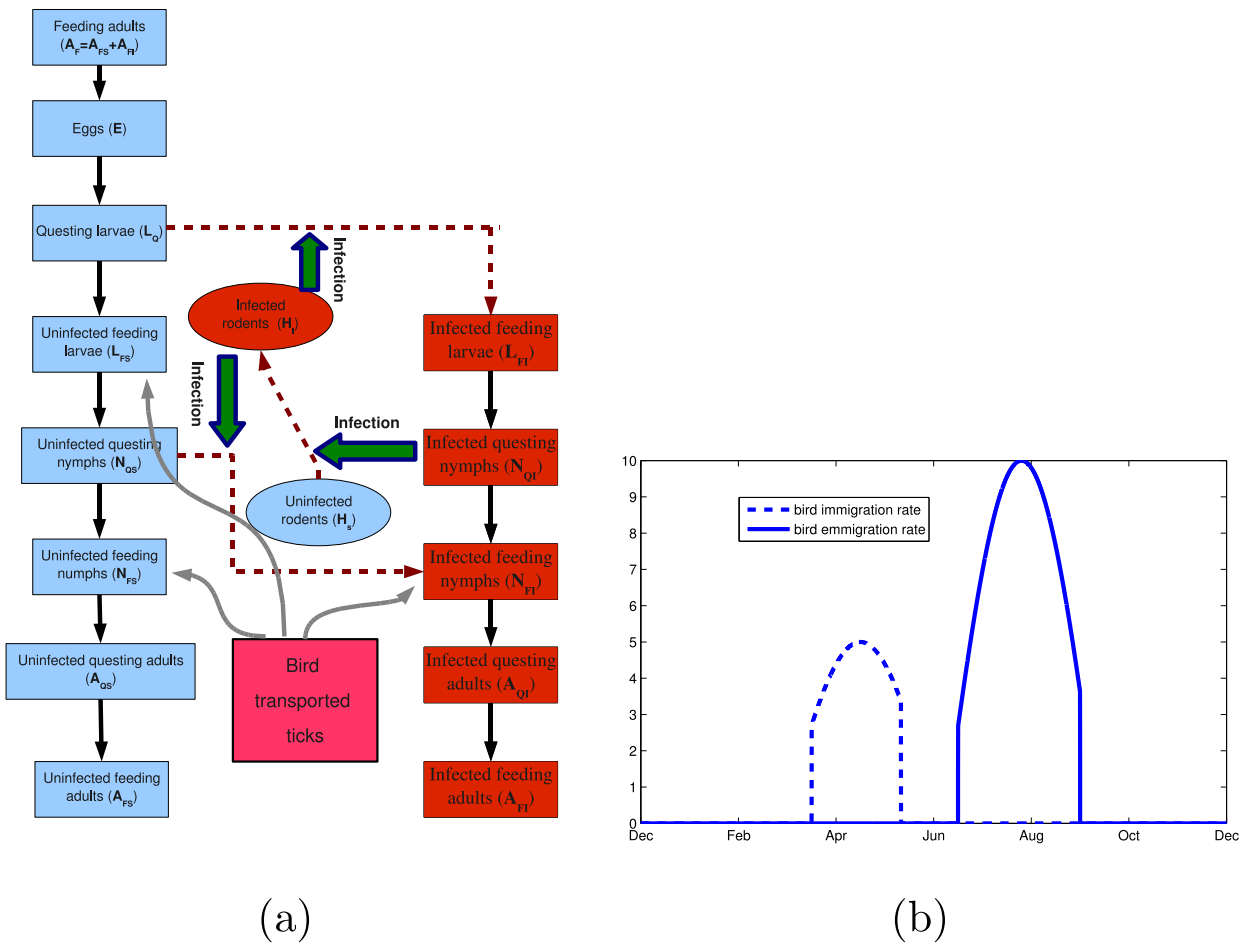 Feeding adults
(A_F=A_FS+A_FI)
Eggs (E)
Questing larvae (L_Q)
Uninfected feeding
larvae (L_FS)
Uninfected questing
nymphs (N_QS)
Uninfected feeding
numphs (N_FS)
Uninfected questing adults
(A_QS)
Uninfected feeding
adults (A_FS)
Infection
Infected
rodents (H_I)
Infection
Infection
Uninfected
rodents (H_s)
Bird
transported
ticks
Infected feeding
larvae (L_FI)
Infected questing
nymphs (N_QI)
Infected feeding
nymphs (N_FI)
Infected questing
adults (A_QI)
Infected feeding
adults (A_FI)
(a)
bird immigration rate
bird emmigration rate
10
9
8
7
6
5
4
3
2
1
0
Dec Feb Apr Jun Aug Oct Dec
(b)